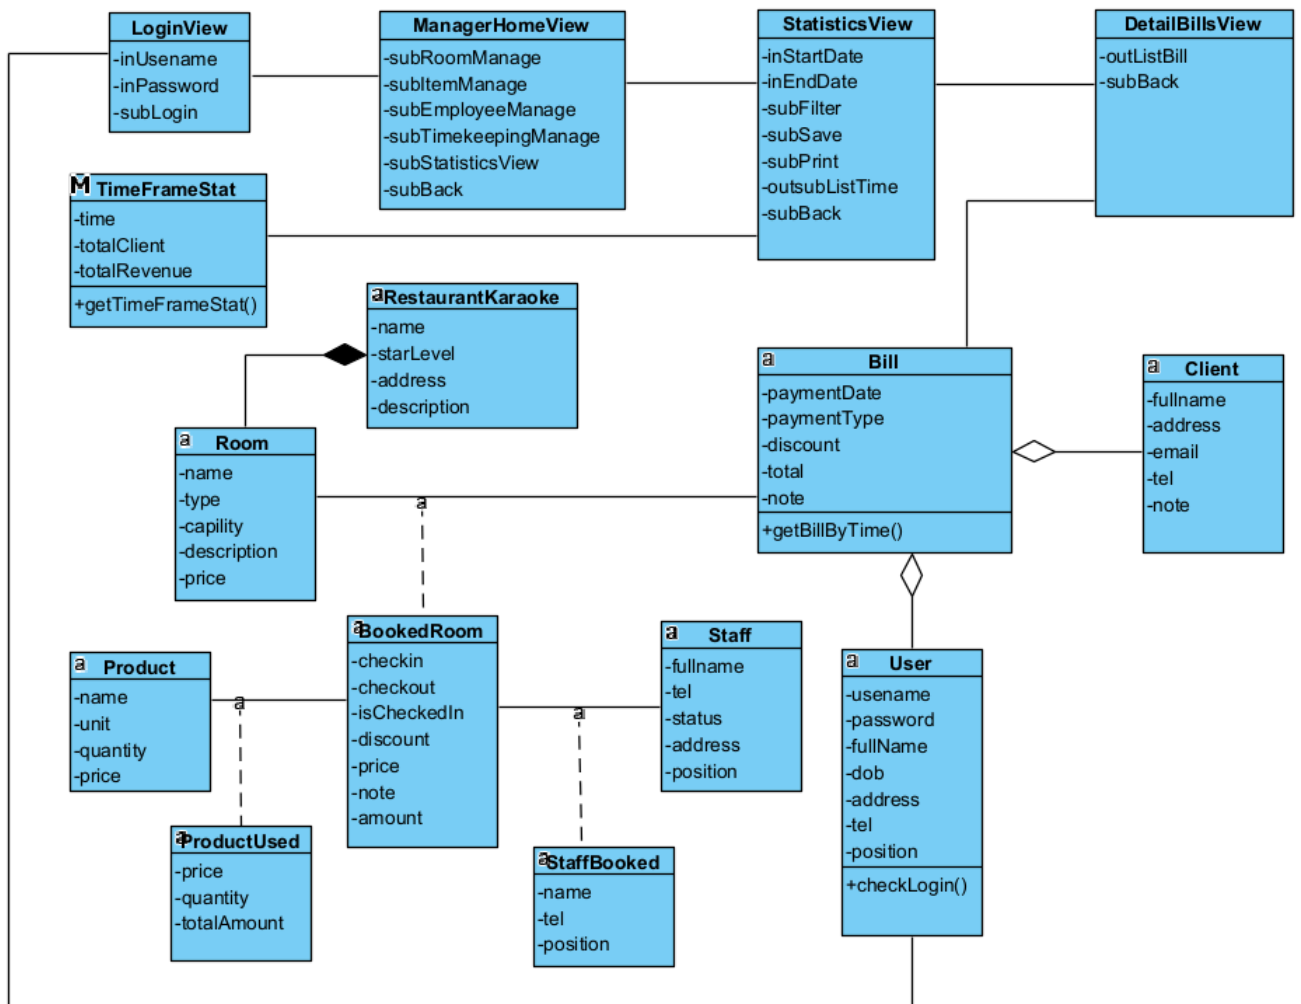 LoginView
-inUsename
-inPassword
-subLogin
ManagerHomeView
-subRoomManage
-subItemManage
-subEmployeeManage
-subTimekeepingManage
-subStatisticsView
-subBack
StatisticsView
-inStartDate
-inEndDate
-subFilter
-subSave
-subPrint
-outsubListTime
-subBack
DetailBillsView
-outListBill
-subBack
M TimeFrameStat
-time
-totalClient
-totalRevenue
+getTimeFrameStat()
a RestaurantKaraoke
-name
-starLevel
-address
-description
a Bill
-paymentDate
-paymentType
-discount
-total
-note
+getBillByTime()
a Client
-fullname
-address
-email
-tel
-note
a Room
-name
-type
-capility
-description
-price
a
a BookedRoom
-checkin
-checkout
-isCheckedIn
-discount
-price
-note
-amount
a Staff
-fullname
-tel
-status
-address
-position
a User
-usename
-password
-fullName
-dob
-address
-tel
-position
+checkLogin()
a Product
-name
-unit
-quantity
-price
a
a
a ProductUsed
-price
-quantity
-totalAmount
a StaffBooked
-name
-tel
-position